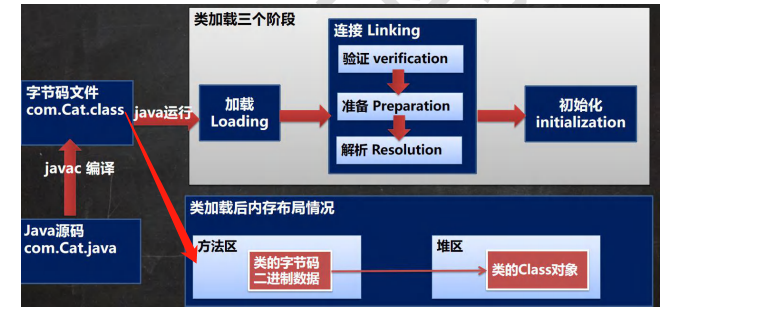 类加载三个阶段
连接 Linking
验证 verification
字节码文件
com.Cat.class
java运行
加载
Loading
准备 Preparation
初始化
initialization
解析 Resolution
javac 编译
类加载后内存布局情况
Java源码
com.Cat.java
方法区
堆区
类的字节码
二进制数据
类的Class对象